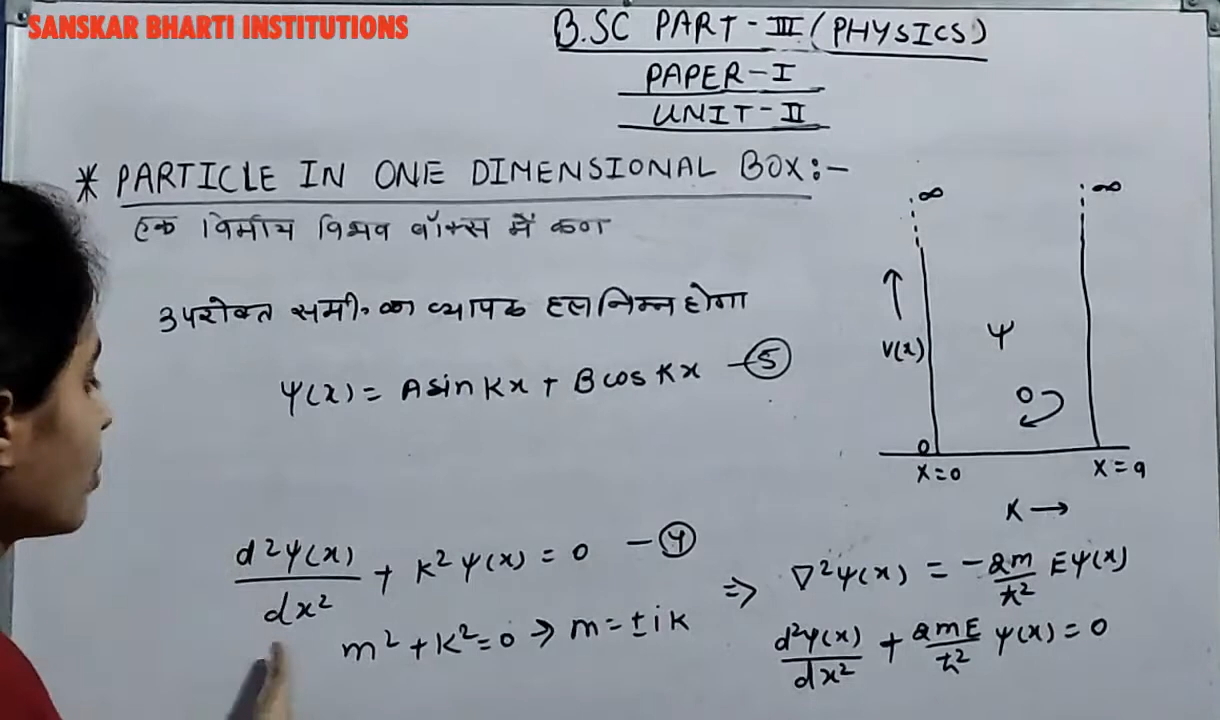 SANSKAR BHARTI INSTITUTIONS
B.SC PART-III (PHYSICS)
PAPER-I
UNIT-II
* PARTICLE IN ONE DIMENSIONAL BOX:-
एक विमीय विभव बॉक्स में कण
उपरोक्त समी. का व्यापक हल निम्न होगा
ψ(x) = A sin Kx + B cos Kx -⑤
∞ ∞
V(x) ψ
0
x=0 x=a
x →
d²ψ(x)/dx² + K²ψ(x) = 0 -④
m² + K² = 0 → m = ± iK
⇒ ∇²ψ(x) = -2m/ħ² Eψ(x)
d²ψ(x)/dx² + 2mE/ħ² ψ(x) = 0